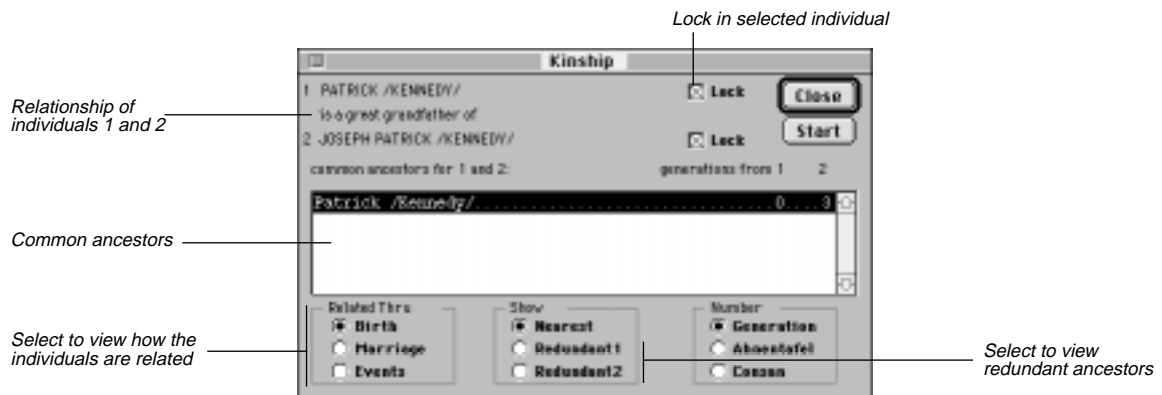 Lock in selected individual
Kinship
1 PATRICK /KENNEDY/
Lock
Close
Relationship of
individuals 1 and 2
is a great grandfather of
Start
2 JOSEPH PATRICK /KENNEDY/
Lock
common ancestors for 1 and 2:
generations from 1 2
Patrick /Kennedy/..........................................0....3
Common ancestors
Related Thru
Show
Number
Birth
Nearest
Generation
Select to view how the
individuals are related
Marriage
Redundant1
Ahnentafel
Select to view
redundant ancestors
Events
Redundant2
Consan